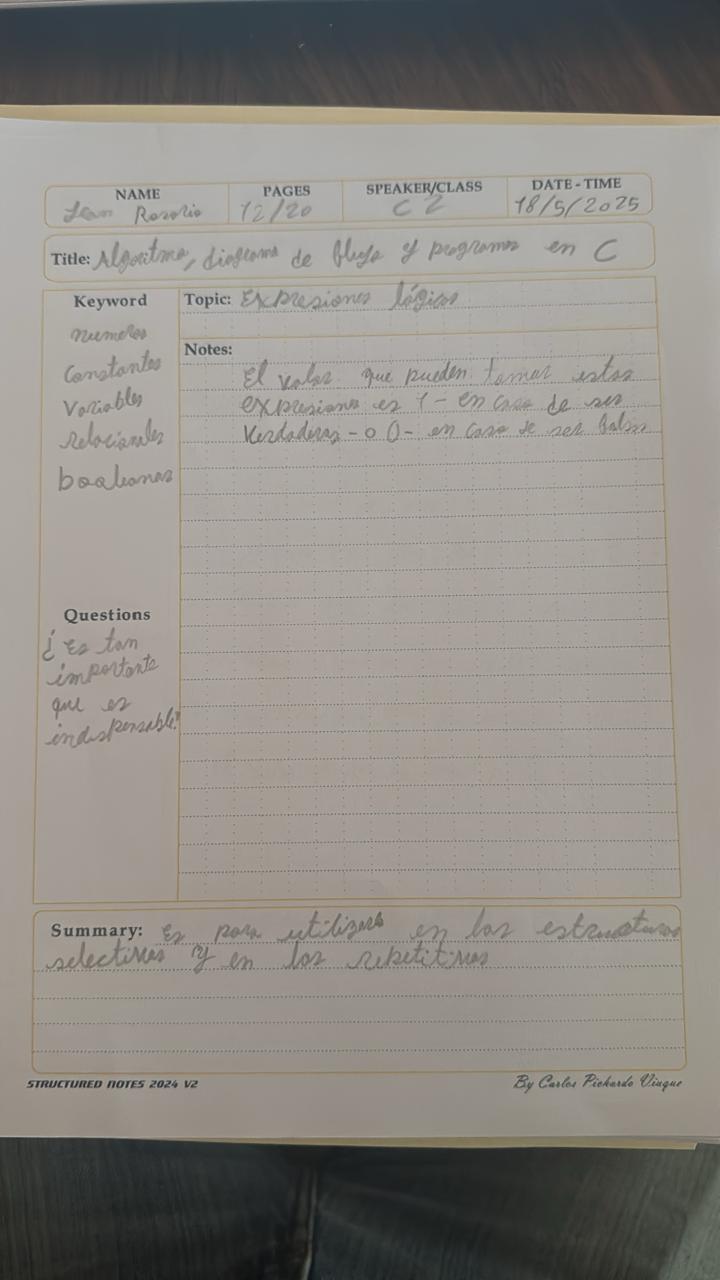 NAME
PAGES
SPEAKER/CLASS
DATE-TIME
Jean Rosario
12/20
C2
18/5/2025
Title: Algoritmo, diagrama de flujo y programas en C
Keyword
Topic: Expresiones lógicas
numeros
Constantes
Variables
relacionales
booleanas
Notes:
El valor que pueden tomar estas
expresiones es 1 - en caso de ser
Verdaderas - o 0 - en caso de ser falsas
Questions
¿Es tan
importante
que es
indispensable?
Summary: Es para utilizarlo en las estructuras
selectivas y en las repetitivas
STRUCTURED NOTES 2024 V2
By Carlos Pichardo Viuque